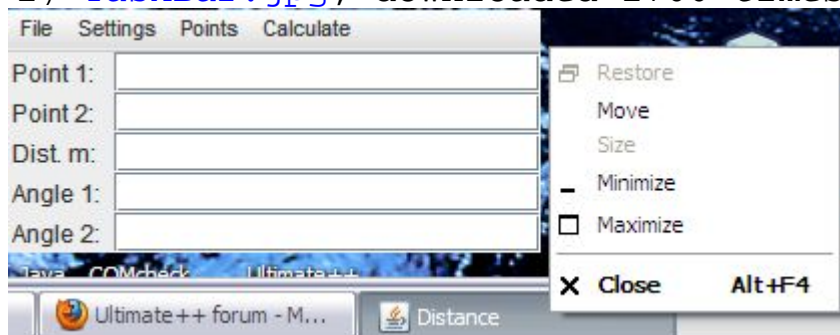 File Settings Points Calculate
Point 1:
Point 2:
Dist. m:
Angle 1:
Angle 2:
Restore
Move
Size
Minimize
Maximize
Close Alt+F4
Java COMcheck Ultimate++
Ultimate++ forum - M...
Distance